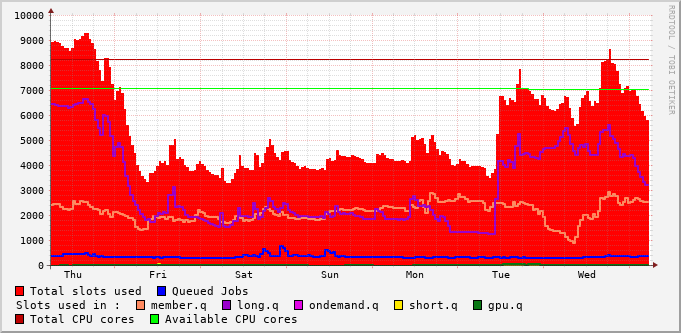 10000
9000
8000
7000
6000
5000
4000
3000
2000
1000
0
Thu Fri Sat Sun Mon Tue Wed
RRDTOOL / TOBI OETIKER
Total slots used Queued Jobs
Slots used in : member.q long.q ondemand.q short.q gpu.q
Total CPU cores Available CPU cores